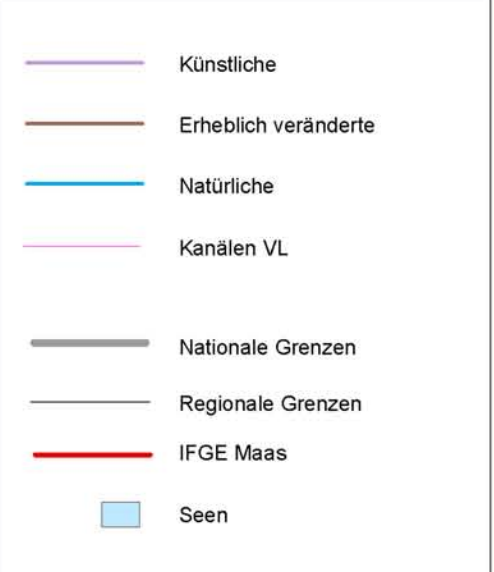 Künstliche
Erheblich veränderte
Natürliche
Kanälen VL
Nationale Grenzen
Regionale Grenzen
IFGE Maas
Seen